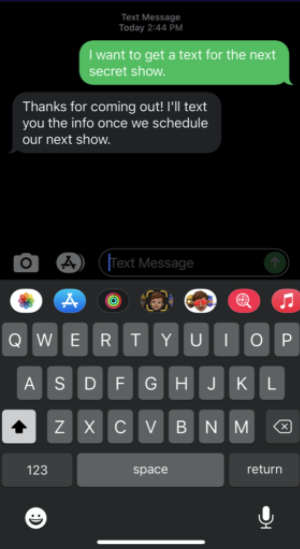 Text Message
Today 2:44 PM
I want to get a text for the next
secret show.
Thanks for coming out! I'll text
you the info once we schedule
our next show.
Text Message
Q W E R T Y U I O P
A S D F G H J K L
Z X C V B N M
123 space return